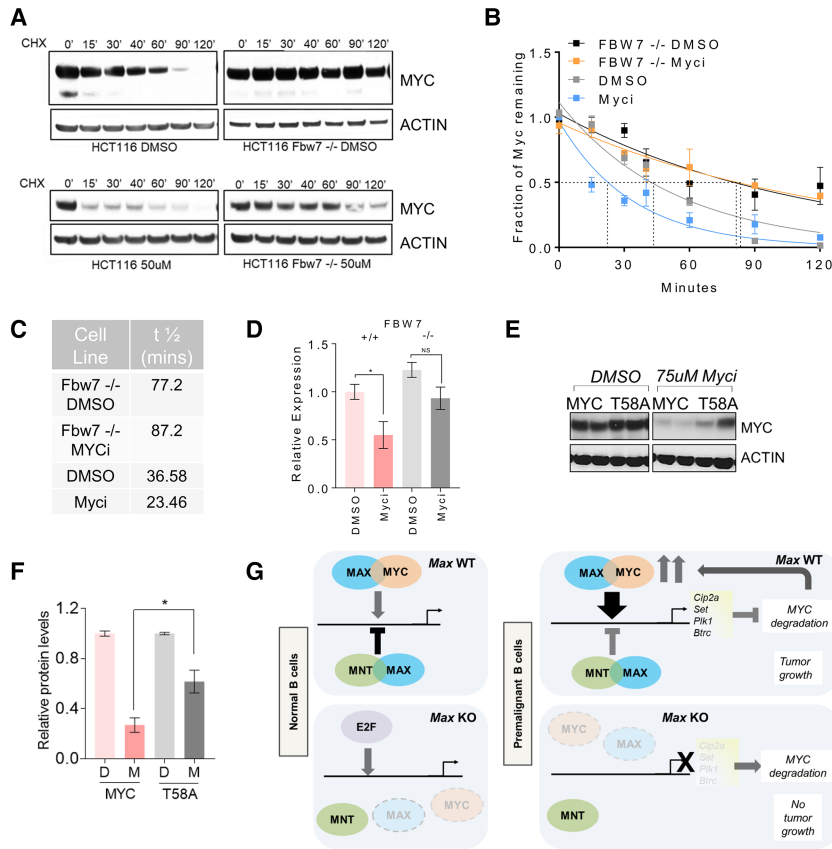 A
CHX 0' 15' 30' 40' 60' 90' 120' 0' 15' 30' 40' 60' 90' 120'
MYC
ACTIN
HCT116 DMSO HCT116 Fbw7 -/- DMSO
CHX 0' 15' 30' 40' 60' 90' 120' 0' 15' 30' 40' 60' 90' 120'
MYC
ACTIN
HCT116 50uM HCT116 Fbw7 -/- 50uM
B
Fraction of Myc remaining
1.5
1.0
0.5
0.0
FBW7 -/- DMSO
FBW7 -/- Myci
DMSO
Myci
0 30 60 90 120
Minutes
C
Cell Line t ½ (mins)
Fbw7 -/- DMSO 77.2
Fbw7 -/- MYCi 87.2
DMSO 36.58
Myci 23.46
D
FBW7
+/+ -/-
Relative Expression
1.5
1.0
0.5
0.0
* NS
DMSO Myci DMSO Myci
E
DMSO 75uM Myci
MYC T58A MYC T58A
MYC
ACTIN
F
Relative protein levels
1.2
0.8
0.4
0.0
*
D M D M
MYC T58A
G
Normal B cells
Max WT
MAX MYC
MNT MAX
Max KO
E2F
MNT MAX MYC
Premalignant B cells
Max WT
MAX MYC
Cip2a
Set
Plk1
Btrc
MYC
degradation
MNT MAX
Tumor
growth
Max KO
MYC
MAX
X
Cip2a
Set
Plk1
Btrc
MYC
degradation
MNT
No
tumor
growth